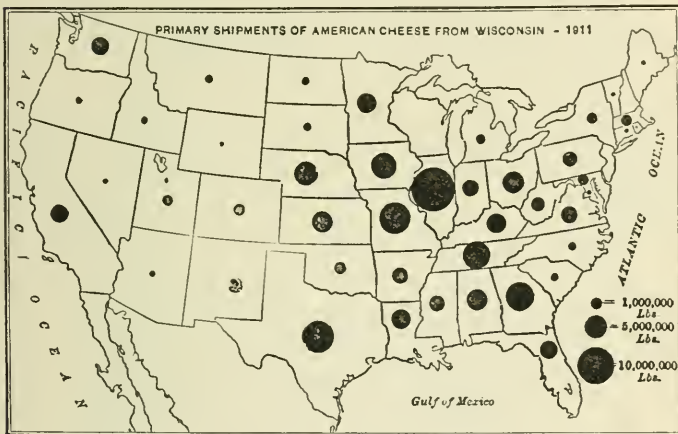 PRIMARY SHIPMENTS OF AMERICAN CHEESE FROM WISCONSIN - 1911
PACIFIC
OCEAN
ATLANTIC
OCEAN
Gulf of Mexico
= 1,000,000
Lbs.
= 5,000,000
Lbs.
= 10,000,000
Lbs.